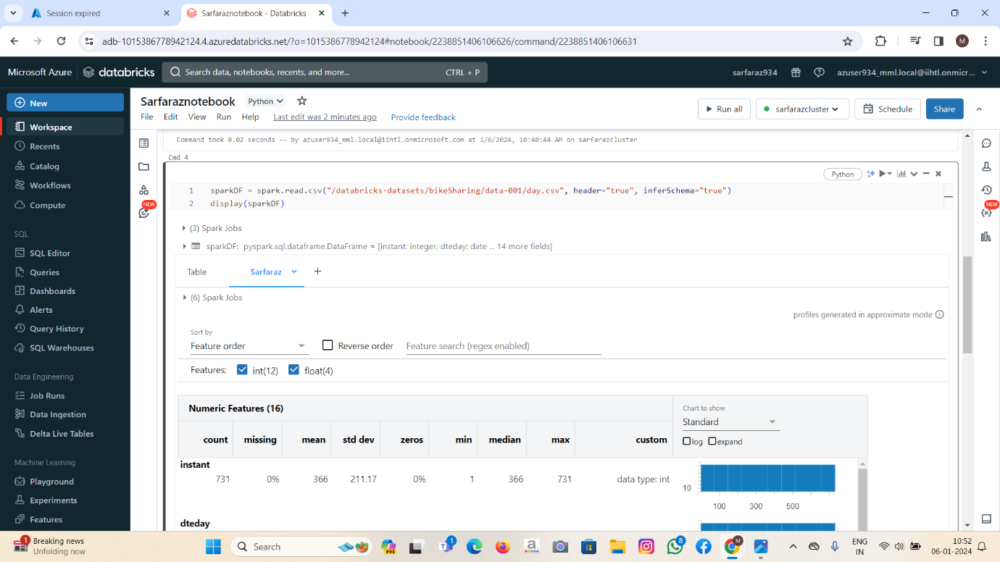 Session expired
Sarfaraznotebook - Databricks
adb-1015386778942124.4.azuredatabricks.net/?o=1015386778942124#notebook/2238851406106626/command/2238851406106631
M
Microsoft Azure
databricks
Search data, notebooks, recents, and more...
CTRL + P
sarfaraz934
azuser934_mml.local@iihtl.onmicr...
New
Workspace
Recents
Catalog
Workflows
Compute
SQL
SQL Editor
Queries
Dashboards
Alerts
Query History
SQL Warehouses
Data Engineering
Job Runs
Data Ingestion
Delta Live Tables
Machine Learning
Playground
Experiments
Features
Sarfaraznotebook
Python
File Edit View Run Help Last edit was 2 minutes ago Provide feedback
Run all
sarfarazcluster
Schedule
Share
NEW
Command took 0.02 seconds -- by azuser934_mml.local@iihtl.onmicrosoft.com at 1/6/2024, 10:40:44 AM on sarfarazcluster
Cmd 4
Python
1 sparkDF = spark.read.csv("/databricks-datasets/bikeSharing/data-001/day.csv", header="true", inferSchema="true")
2 display(sparkDF)
(3) Spark Jobs
sparkDF: pyspark.sql.dataframe.DataFrame = [instant: integer, dteday: date ... 14 more fields]
Table Sarfaraz +
(6) Spark Jobs
profiles generated in approximate mode
Sort by
Feature order
Reverse order
Feature search (regex enabled)
Features: int(12) float(4)
Numeric Features (16)
count missing mean std dev zeros min median max custom
Chart to show
Standard
log expand
instant
731 0% 366 211.17 0% 1 366 731 data type: int
10
100 300 500
dteday
NEW
1
Breaking news
Unfolding now
Search
PRE
1
a
8
M
ENG
IN
10:52
06-01-2024